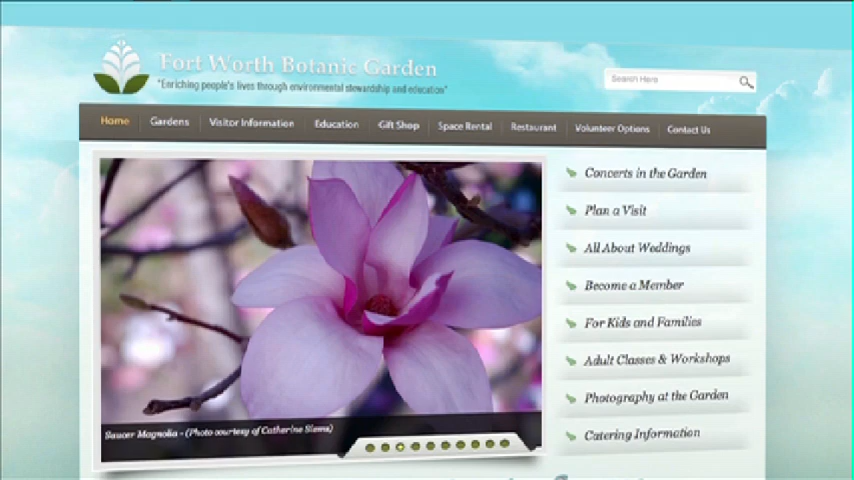 Fort Worth Botanic Garden
"Enriching people's lives through environmental stewardship and education"
Search Here
Home Gardens Visitor Information Education Gift Shop Space Rental Restaurant Volunteer Options Contact Us
Concerts in the Garden
Plan a Visit
All About Weddings
Become a Member
For Kids and Families
Adult Classes & Workshops
Photography at the Garden
Catering Information
Saucer Magnolia - (Photo courtesy of Catherine Siems)